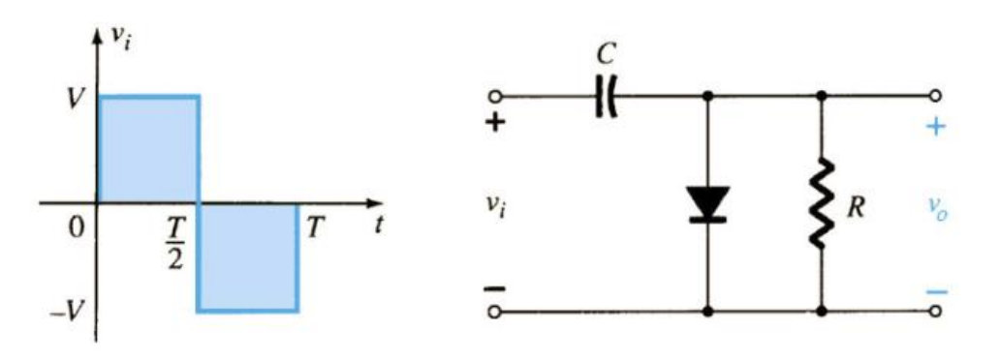 v_i
V
0
T/2
T
t
–V
C
+
v_i
–
R
+
v_o
–